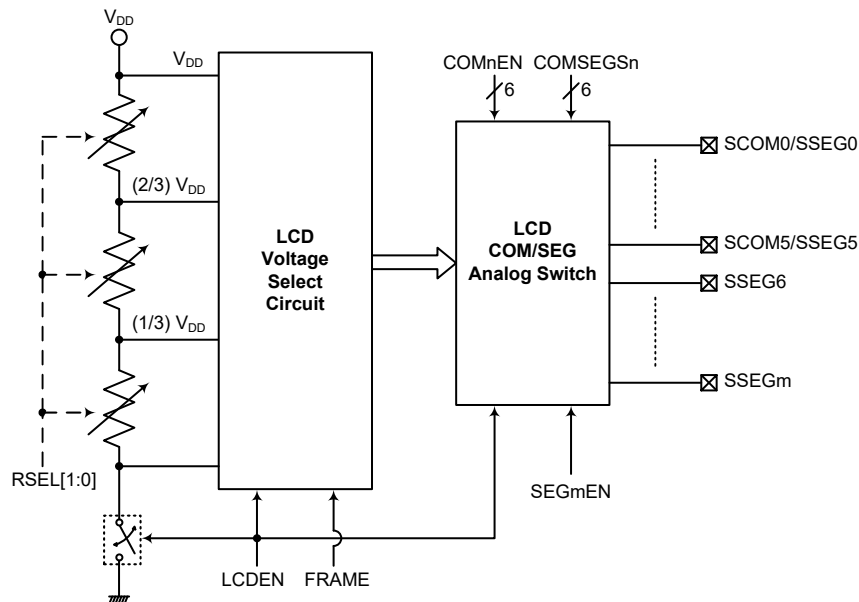 VDD
VDD
(2/3) VDD
(1/3) VDD
RSEL[1:0]
LCD
Voltage
Select
Circuit
LCDEN
FRAME
COMnEN
COMSEGSn
6
6
LCD
COM/SEG
Analog Switch
SEGmEN
SCOM0/SSEG0
SCOM5/SSEG5
SSEG6
SSEGm